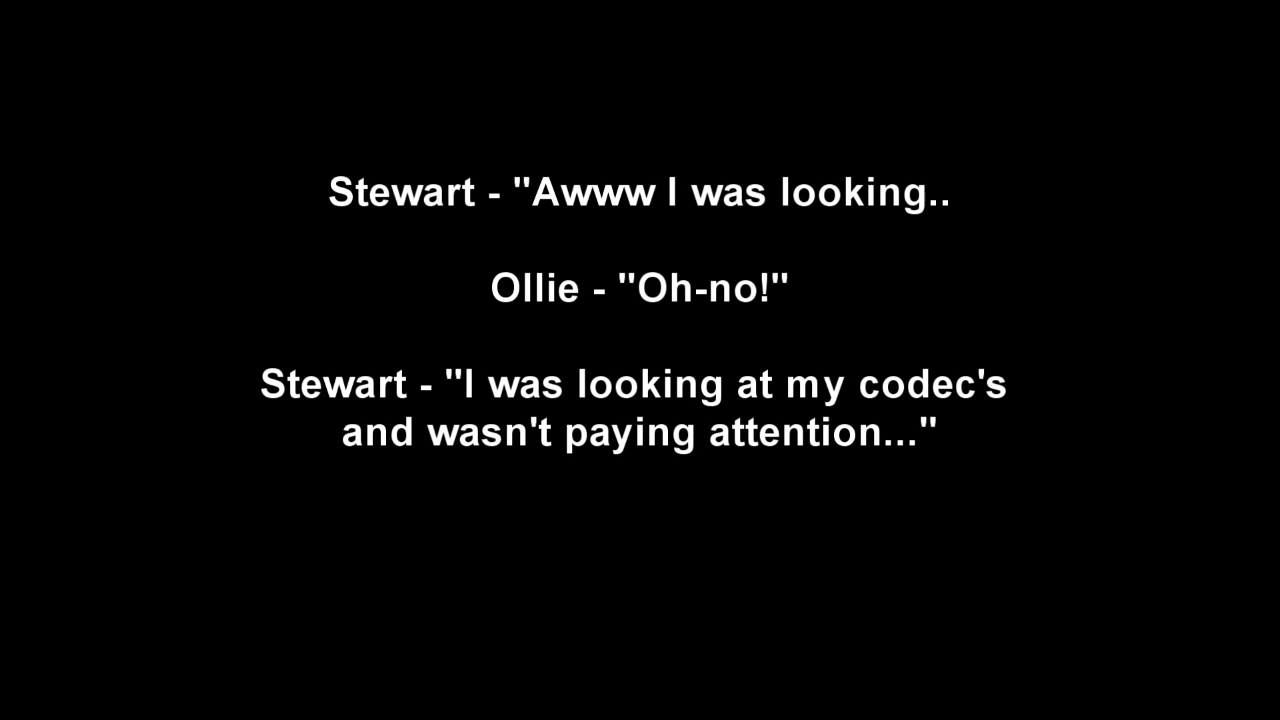 Stewart - "Awww I was looking..
Ollie - "Oh-no!"
Stewart - "I was looking at my codec's
and wasn't paying attention..."